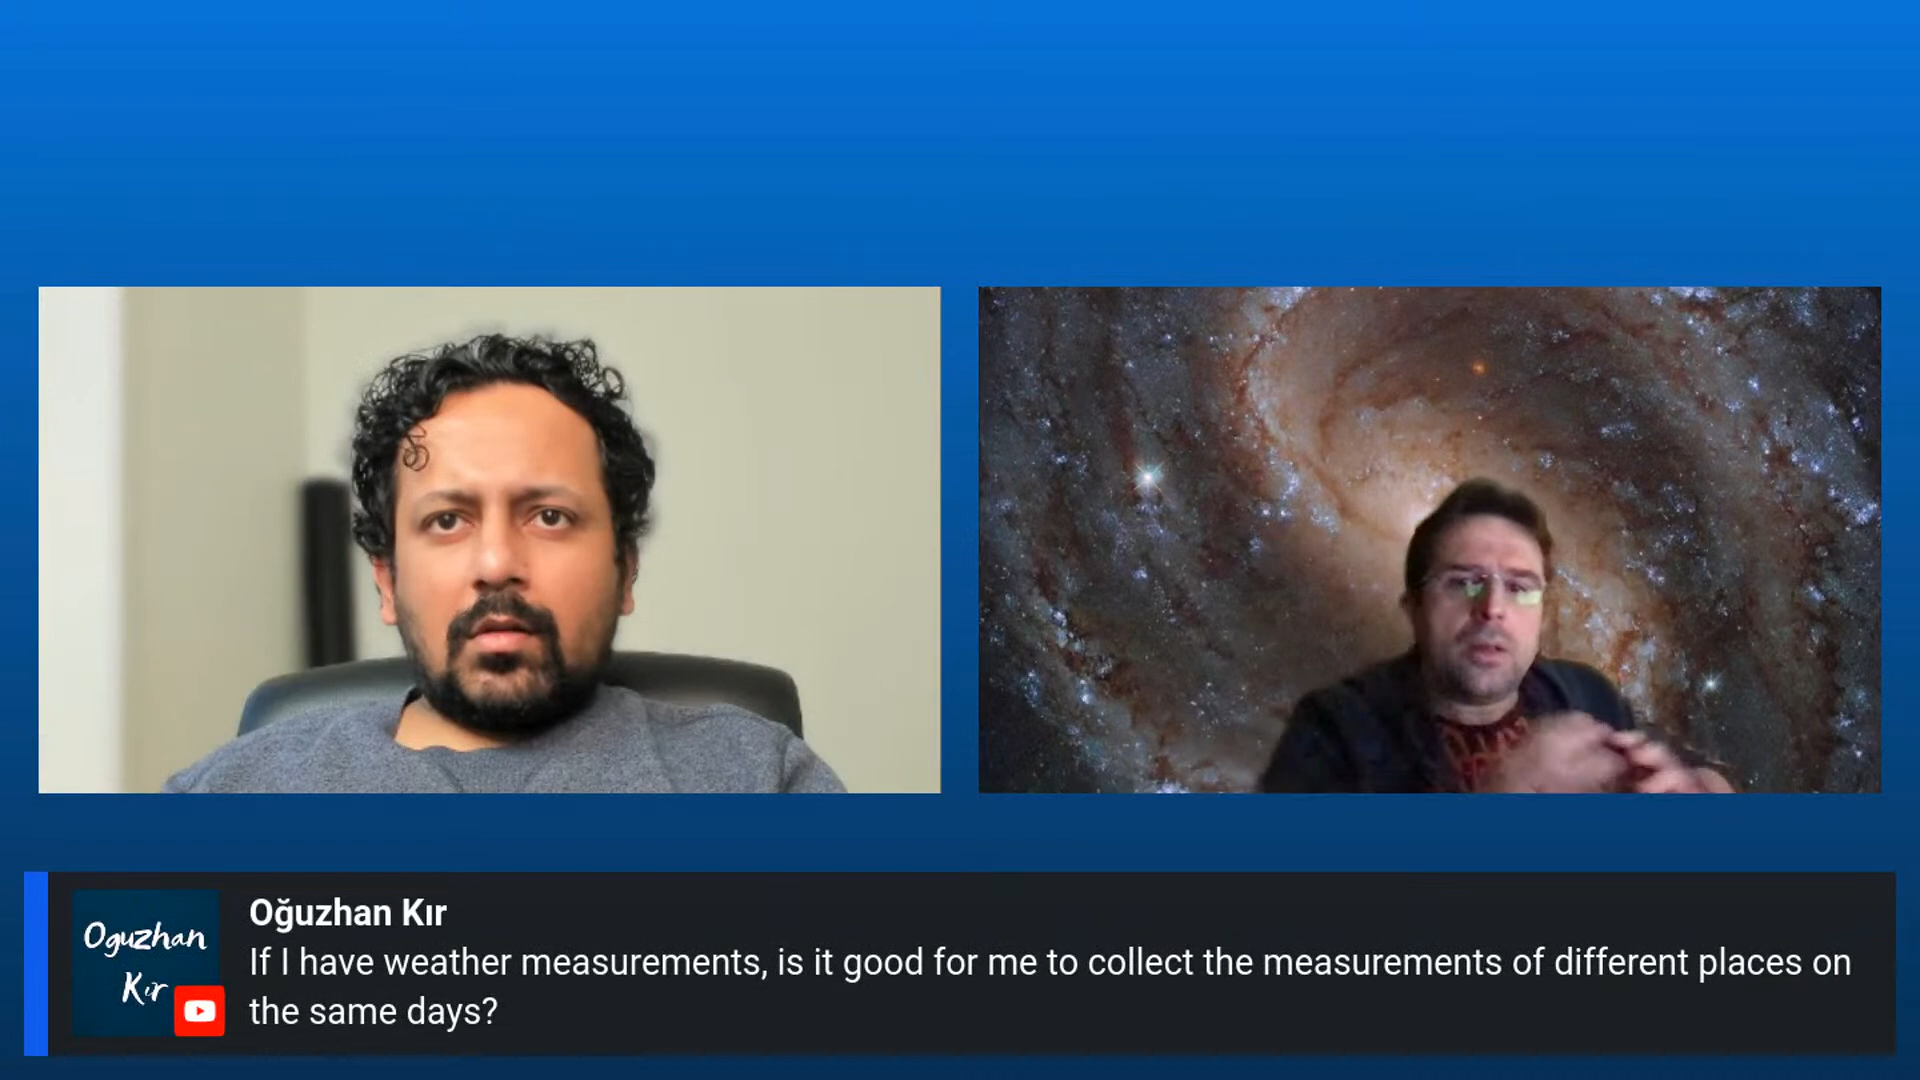 Oguzhan
Kır
Oğuzhan Kır
If I have weather measurements, is it good for me to collect the measurements of different places on
the same days?